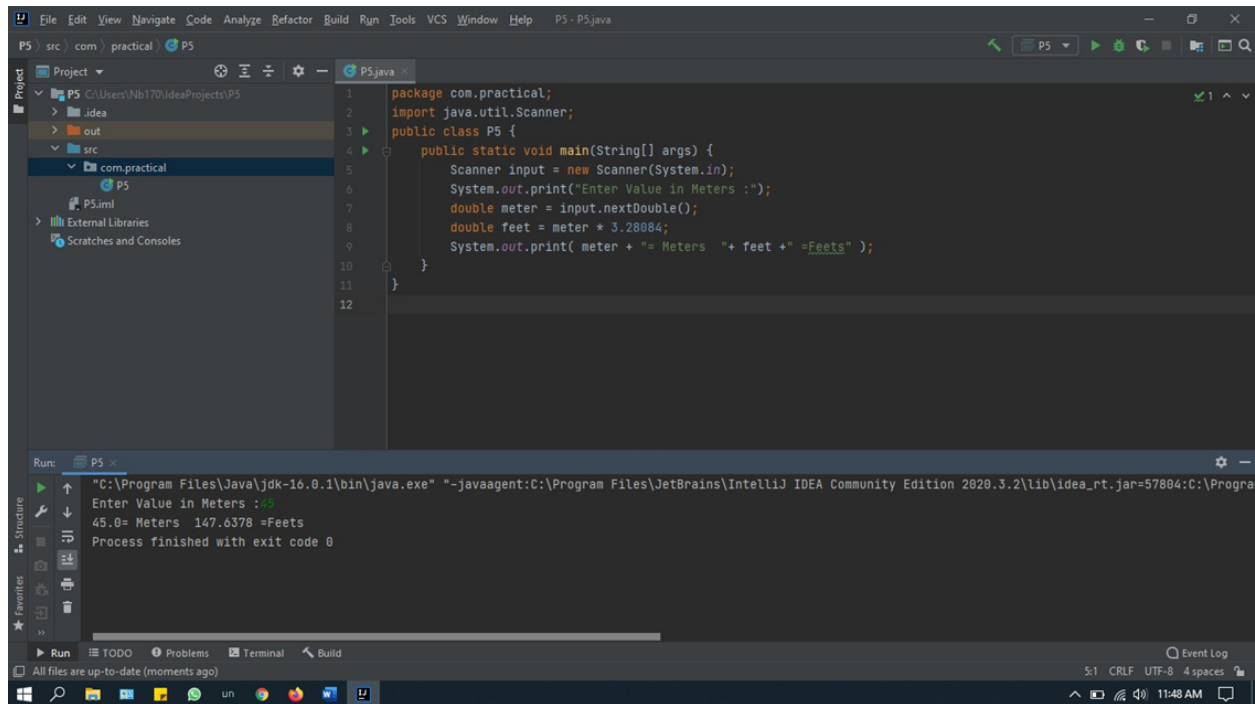 File Edit View Navigate Code Analyze Refactor Build Run Tools VCS Window Help P5 - P5.java
P5 src com practical P5
P5
Project
Project
P5.java
P5 C:\Users\Nb170\IdeaProjects\P5
.idea
out
src
com.practical
P5
P5.iml
External Libraries
Scratches and Consoles
1 package com.practical;
2 import java.util.Scanner;
3 public class P5 {
4 public static void main(String[] args) {
5 Scanner input = new Scanner(System.in);
6 System.out.print("Enter Value in Meters :");
7 double meter = input.nextDouble();
8 double feet = meter * 3.28084;
9 System.out.print( meter + "= Meters  "+ feet +" =Feets" );
10 }
11 }
12
1
Run: P5
"C:\Program Files\Java\jdk-16.0.1\bin\java.exe" "-javaagent:C:\Program Files\JetBrains\IntelliJ IDEA Community Edition 2020.3.2\lib\idea_rt.jar=57804:C:\Progra
Enter Value in Meters :45
45.0= Meters  147.6378 =Feets
Process finished with exit code 0
Structure
Favorites
Run TODO Problems Terminal Build Event Log
All files are up-to-date (moments ago) 5:1 CRLF UTF-8 4 spaces
un 11:48 AM